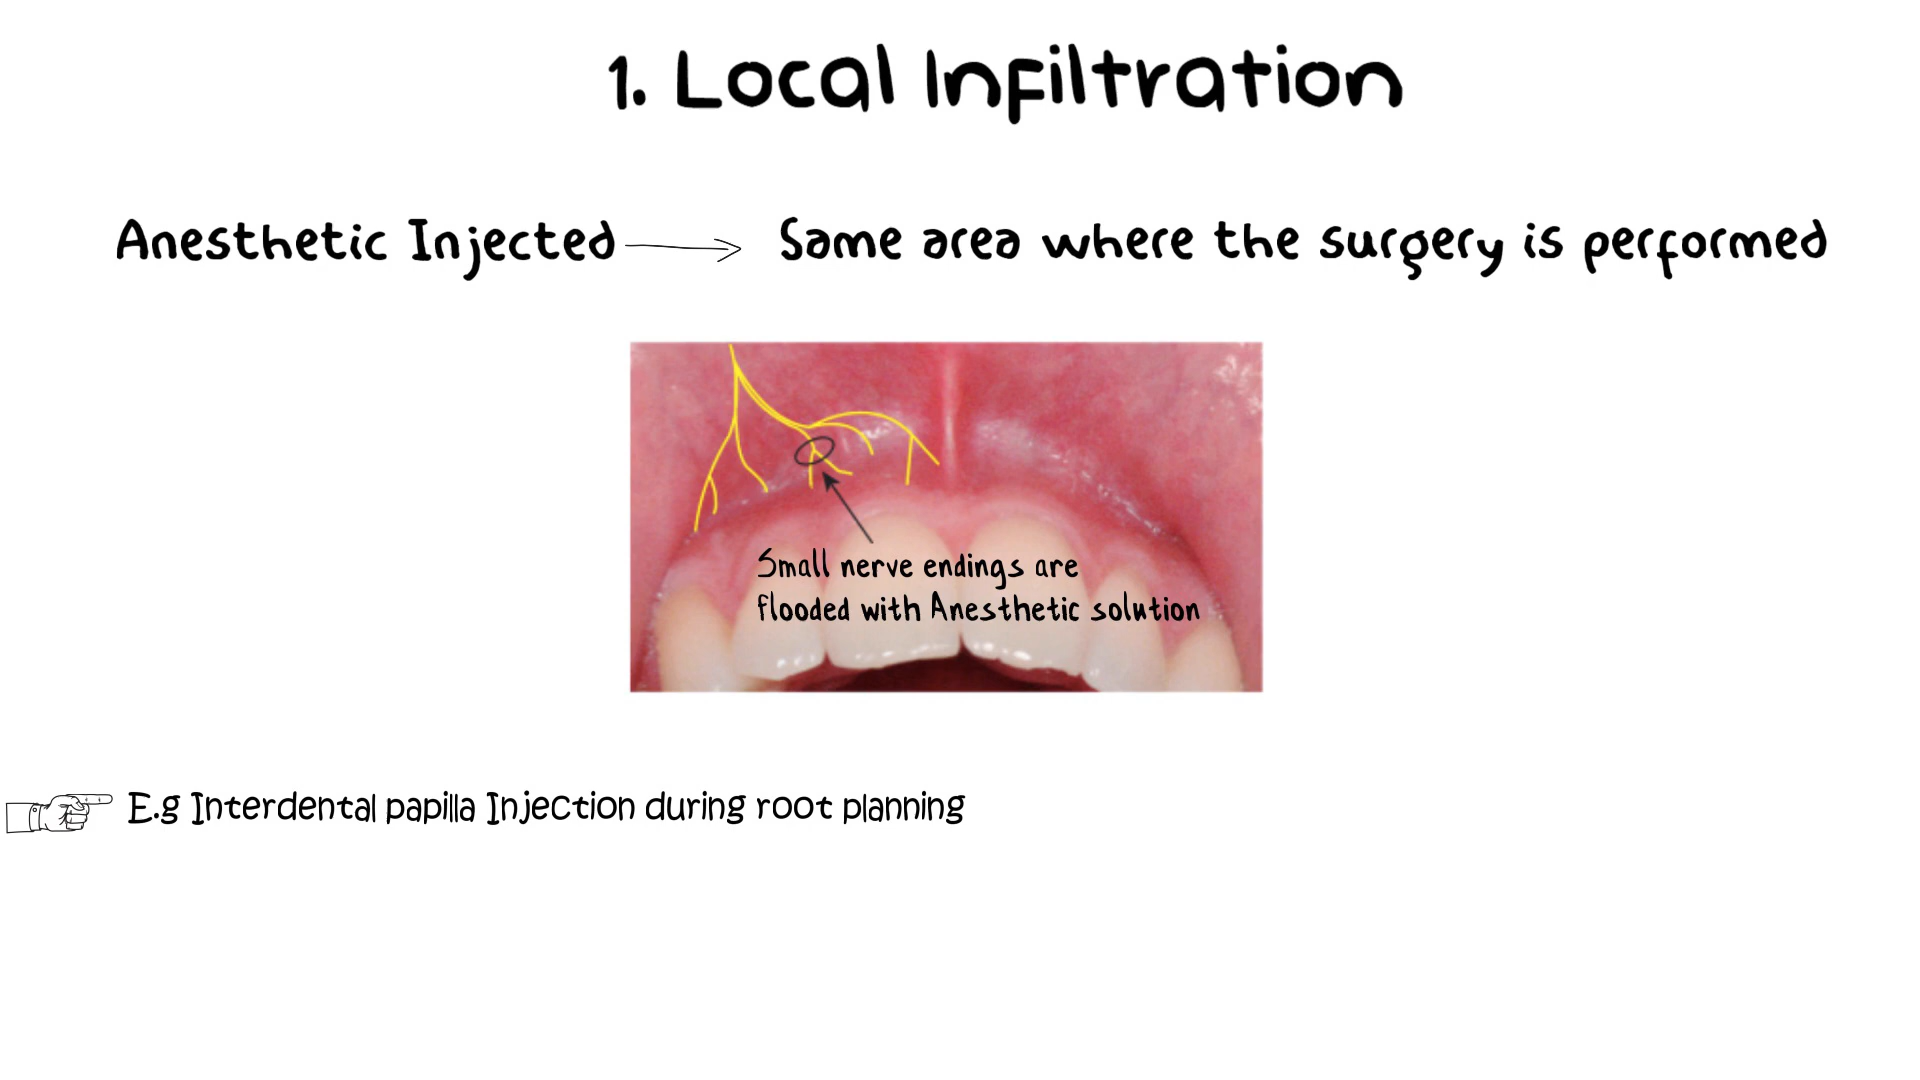 1. Local Infiltration
Anesthetic Injected Same area where the surgery is performed
Small nerve endings are
flooded with Anesthetic solution
E.g Interdental papilla Injection during root planning